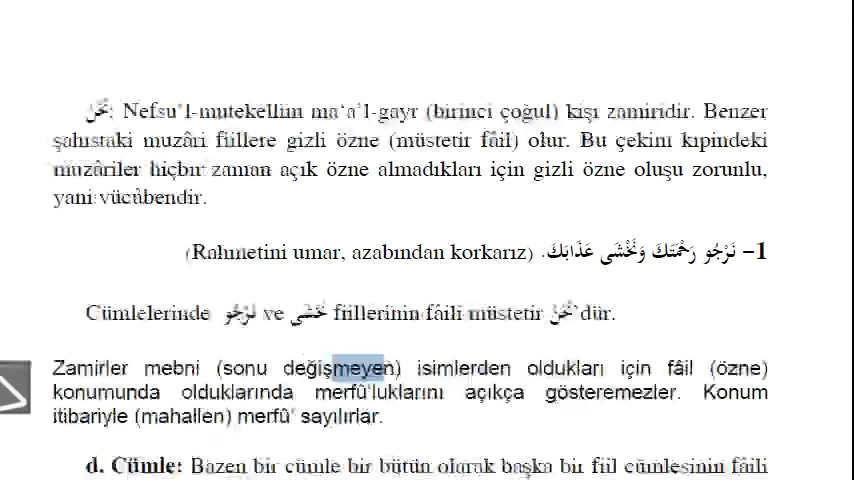 نَحْنُ: Nefsu'l-mutekellim ma'a'l-gayr (birinci çoğul) kişi zamiridir. Benzer
şahıstaki muzâri fiillere gizli özne (müstetir fâil) olur. Bu çekim kipindeki
muzâriler hiçbir zaman açık özne almadıkları için gizli özne oluşu zorunlu,
yani vücûbendir.
1– نَرْجُو رَحْمَتَكَ وَنَخْشَى عَذَابَكَ. (Rahmetini umar, azabından korkarız)
Cümlelerinde نَرْجُو ve نَخْشَى fiillerinin fâili müstetir نَحْنُ'dür.
Zamirler mebni (sonu değişmeyen) isimlerden oldukları için fâil (özne)
konumunda olduklarında merfû'luklarını açıkça gösteremezler. Konum
itibariyle (mahallen) merfû' sayılırlar.
d. Cümle: Bazen bir cümle bir bütün olarak başka bir fiil cümlesinin fâili